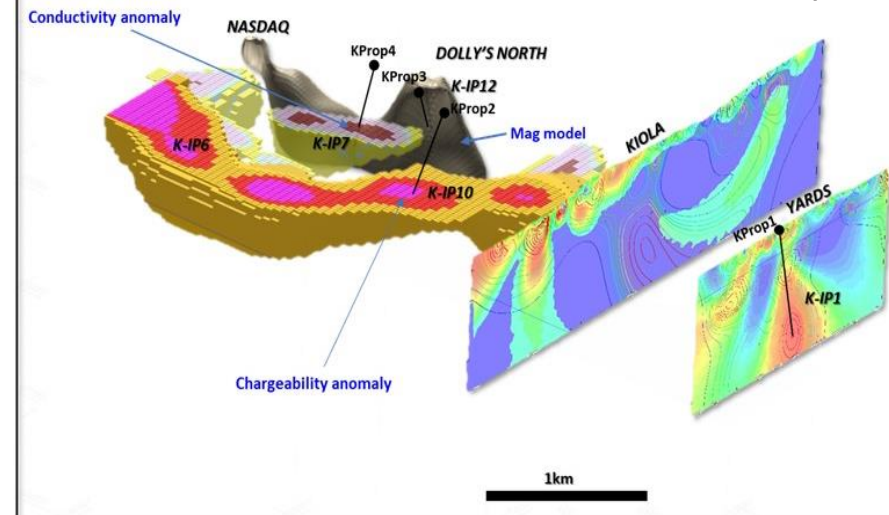 Conductivity anomaly
NASDAQ
KProp4
DOLLY'S NORTH
KProp3
K-IP12
KProp2
Mag model
K-IP6
K-IP7
KIOLA
K-IP10
YARDS
KProp1
K-IP1
Chargeability anomaly
1km